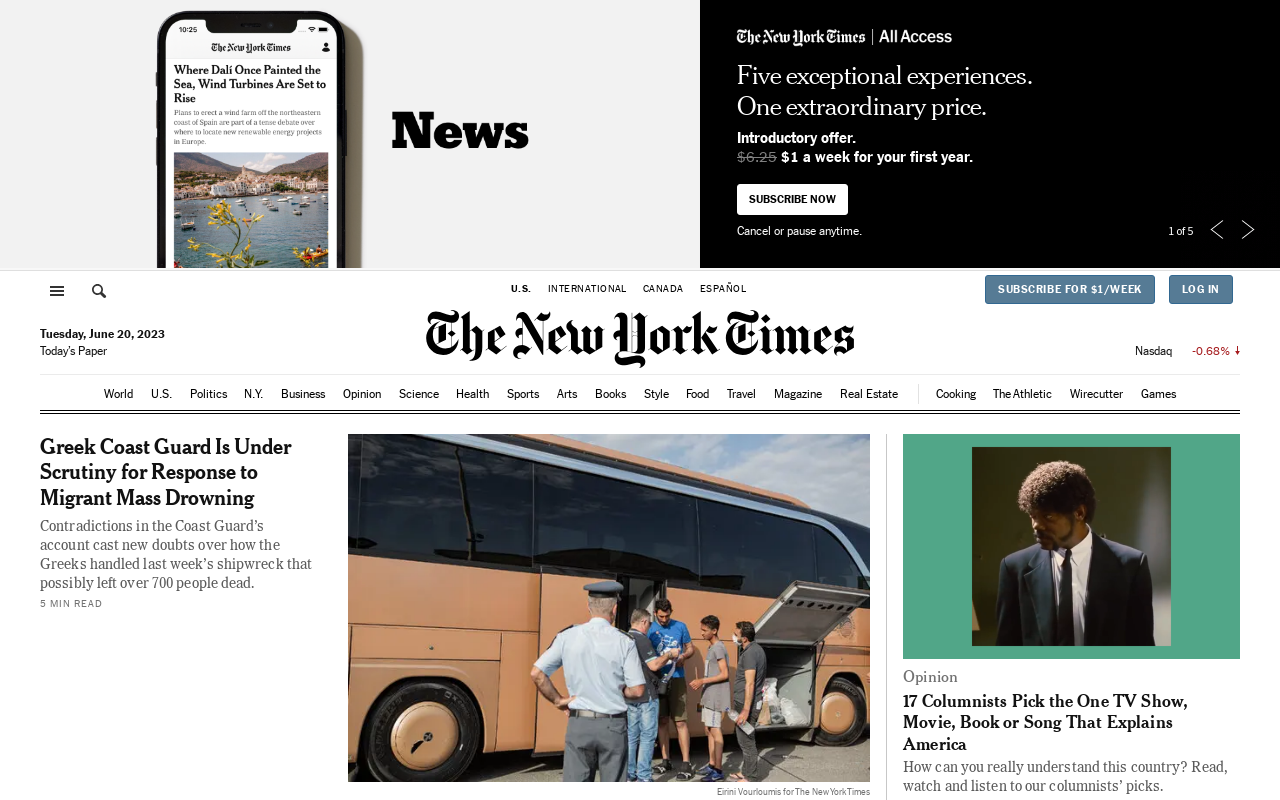 10:25
The New York Times
Where Dalí Once Painted the
Sea, Wind Turbines Are Set to
Rise
Plans to erect a wind farm off the northeastern
coast of Spain are part of a tense debate over
where to locate new renewable energy projects
in Europe.
News
The New York Times | All Access
Five exceptional experiences.
One extraordinary price.
Introductory offer.
$6.25 $1 a week for your first year.
SUBSCRIBE NOW
Cancel or pause anytime.
1 of 5
U.S. INTERNATIONAL CANADA ESPAÑOL
SUBSCRIBE FOR $1/WEEK LOG IN
Tuesday, June 20, 2023
Today's Paper
The New York Times
Nasdaq -0.68%
World U.S. Politics N.Y. Business Opinion Science Health Sports Arts Books Style Food Travel Magazine Real Estate Cooking The Athletic Wirecutter Games
Greek Coast Guard Is Under
Scrutiny for Response to
Migrant Mass Drowning
Contradictions in the Coast Guard's
account cast new doubts over how the
Greeks handled last week's shipwreck that
possibly left over 700 people dead.
5 MIN READ
Eirini Vourloumis for The New York Times
Opinion
17 Columnists Pick the One TV Show,
Movie, Book or Song That Explains
America
How can you really understand this country? Read,
watch and listen to our columnists' picks.